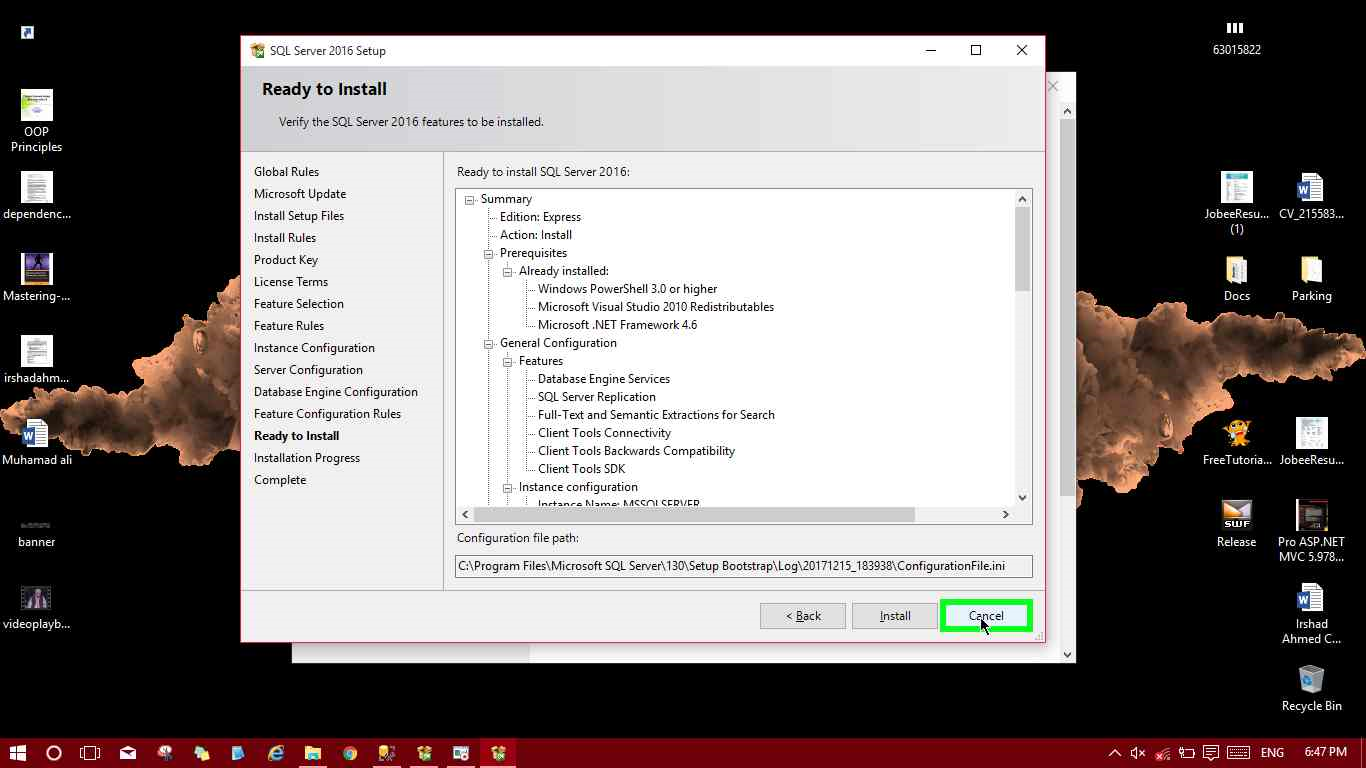 SQL Server 2016 Setup
Ready to Install
Verify the SQL Server 2016 features to be installed.
Global Rules
Microsoft Update
Install Setup Files
Install Rules
Product Key
License Terms
Feature Selection
Feature Rules
Instance Configuration
Server Configuration
Database Engine Configuration
Feature Configuration Rules
Ready to Install
Installation Progress
Complete
Ready to install SQL Server 2016:
Summary
Edition: Express
Action: Install
Prerequisites
Already installed:
Windows PowerShell 3.0 or higher
Microsoft Visual Studio 2010 Redistributables
Microsoft .NET Framework 4.6
General Configuration
Features
Database Engine Services
SQL Server Replication
Full-Text and Semantic Extractions for Search
Client Tools Connectivity
Client Tools Backwards Compatibility
Client Tools SDK
Instance configuration
Instance Name: MSSQLSERVER
Configuration file path:
C:\Program Files\Microsoft SQL Server\130\Setup Bootstrap\Log\20171215_183938\ConfigurationFile.ini
< Back
Install
Cancel
OOP
Principles
dependenc...
Mastering-...
irshadahm...
Muhamad ali
banner
videoplayb...
63015822
JobeeResu...
(1)
CV_215583...
Docs
Parking
FreeTutoria...
JobeeResu...
SWF
Release
Pro ASP.NET
MVC 5.978...
Irshad
Ahmed C...
Recycle Bin
ENG
6:47 PM